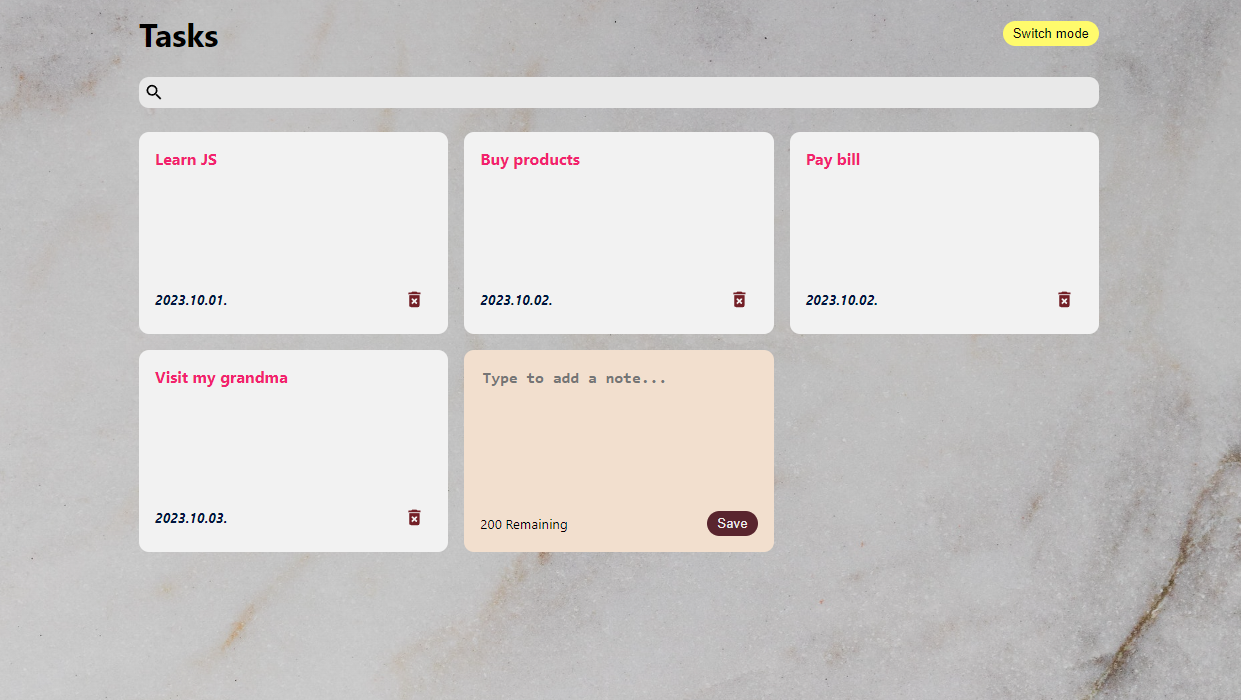 Tasks
Switch mode
Learn JS
Buy products
Pay bill
2023.10.01.
2023.10.02.
2023.10.02.
Visit my grandma
Type to add a note...
2023.10.03.
200 Remaining
Save